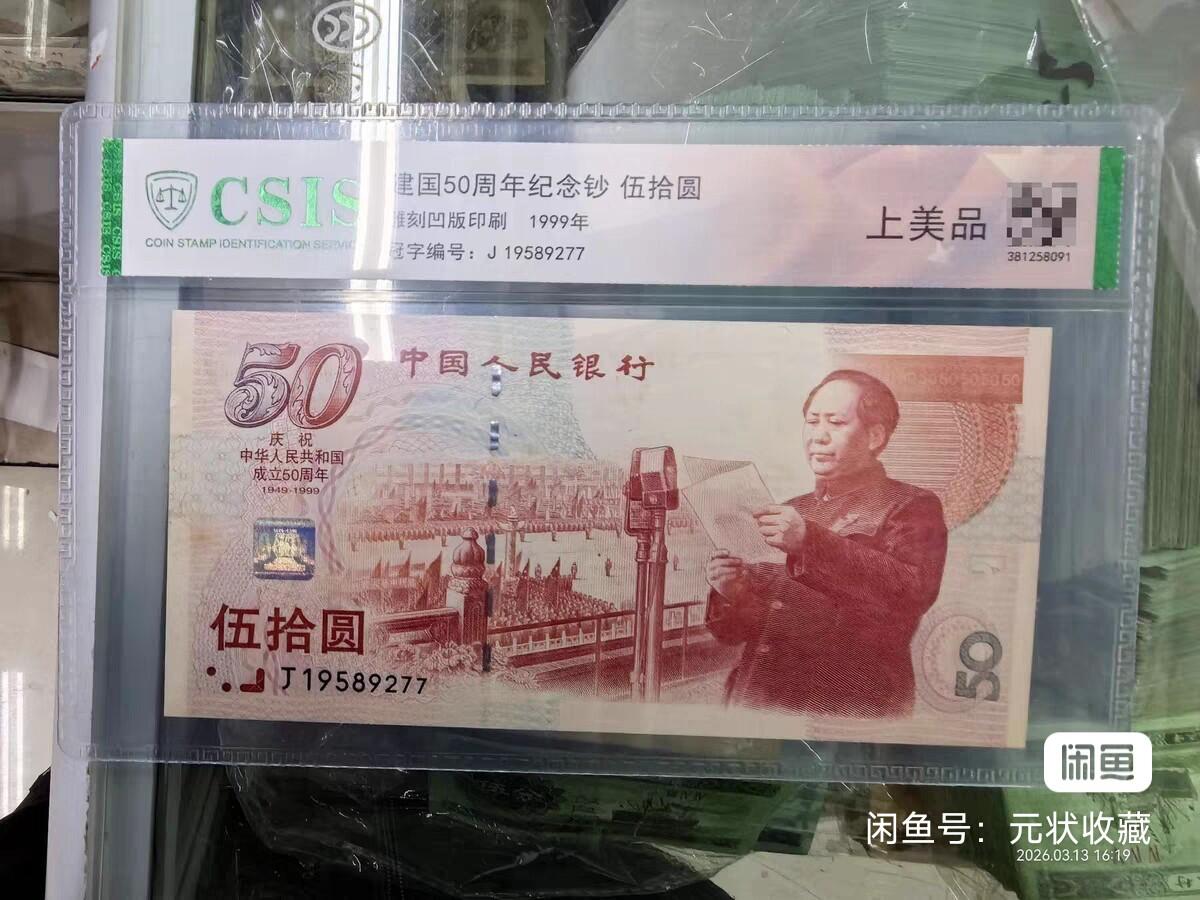 CSIS
COIN STAMP IDENTIFICATION SERVIC
建国50周年纪念钞 伍拾圆
雕刻凹版印刷 1999年
冠字编号：J 19589277
上美品
381258091
50
中国人民银行
庆祝
中华人民共和国
成立50周年
1949-1999
伍拾圆
J19589277
50
闲鱼
闲鱼号：元状收藏
2026.03.13 16:19